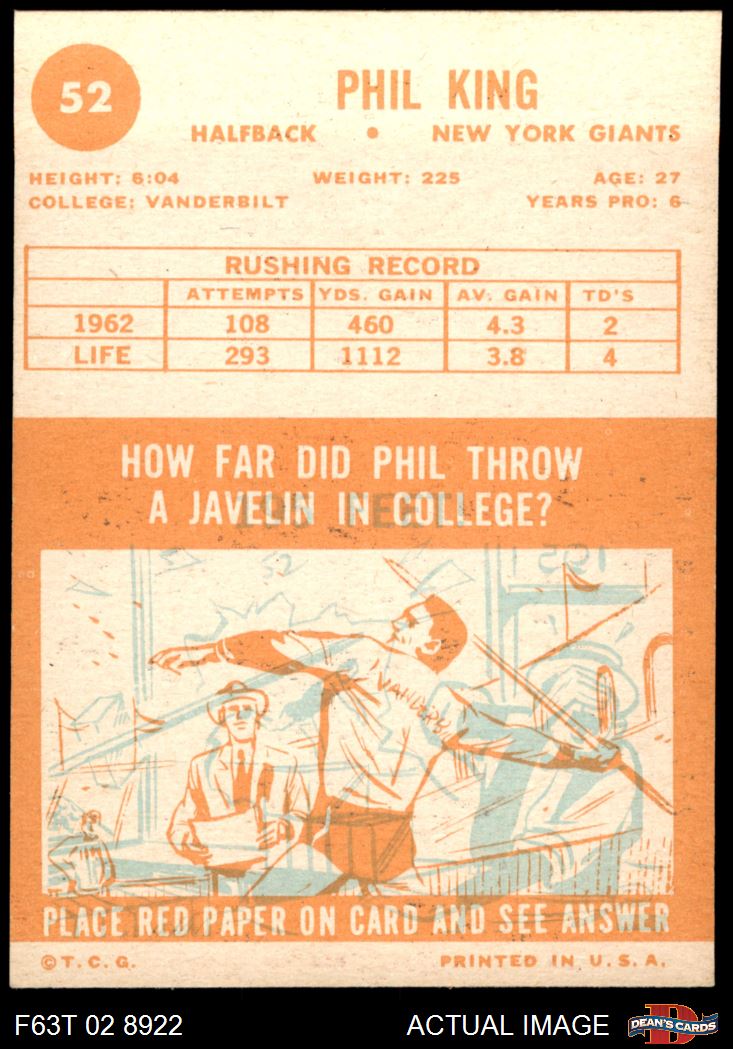 52
PHIL KING
HALFBACK • NEW YORK GIANTS
HEIGHT: 6:04 WEIGHT: 225 AGE: 27
COLLEGE: VANDERBILT YEARS PRO: 6
RUSHING RECORD
ATTEMPTS YDS. GAIN AV. GAIN TD'S
1962 108 460 4.3 2
LIFE 293 1112 3.8 4
HOW FAR DID PHIL THROW
A JAVELIN IN COLLEGE?
PLACE RED PAPER ON CARD AND SEE ANSWER
© T.C.G. PRINTED IN U.S.A.
F63T 02 8922 ACTUAL IMAGE DEAN'S CARDS